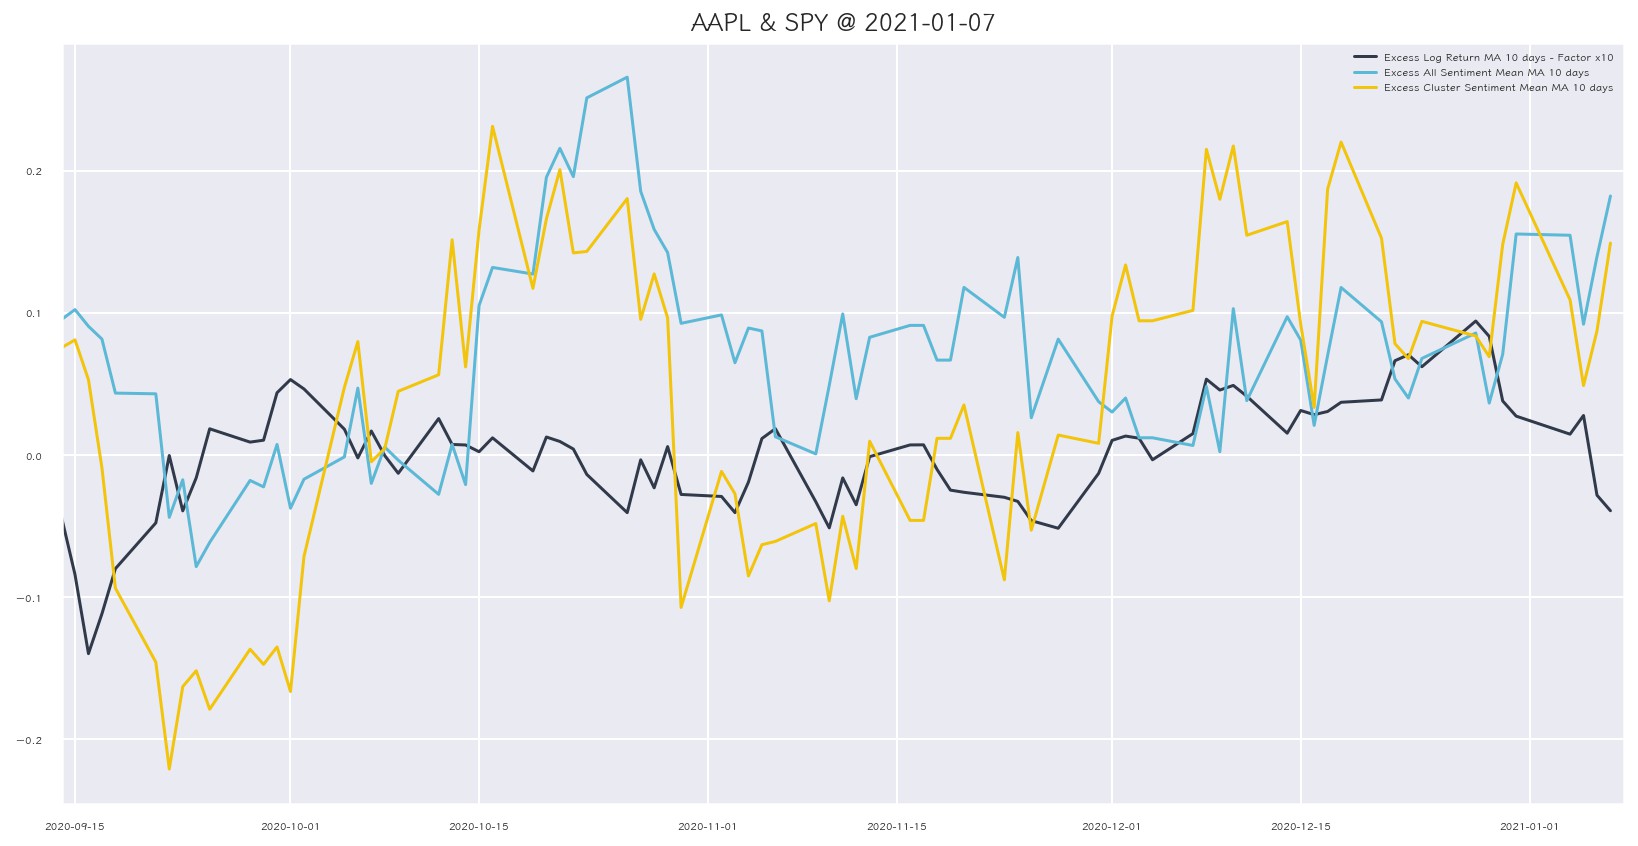 AAPL & SPY @ 2021-01-07
Excess Log Return MA 10 days - Factor x10
Excess All Sentiment Mean MA 10 days
Excess Cluster Sentiment Mean MA 10 days
0.2
0.1
0.0
−0.1
−0.2
2020-09-15 2020-10-01 2020-10-15 2020-11-01 2020-11-15 2020-12-01 2020-12-15 2021-01-01